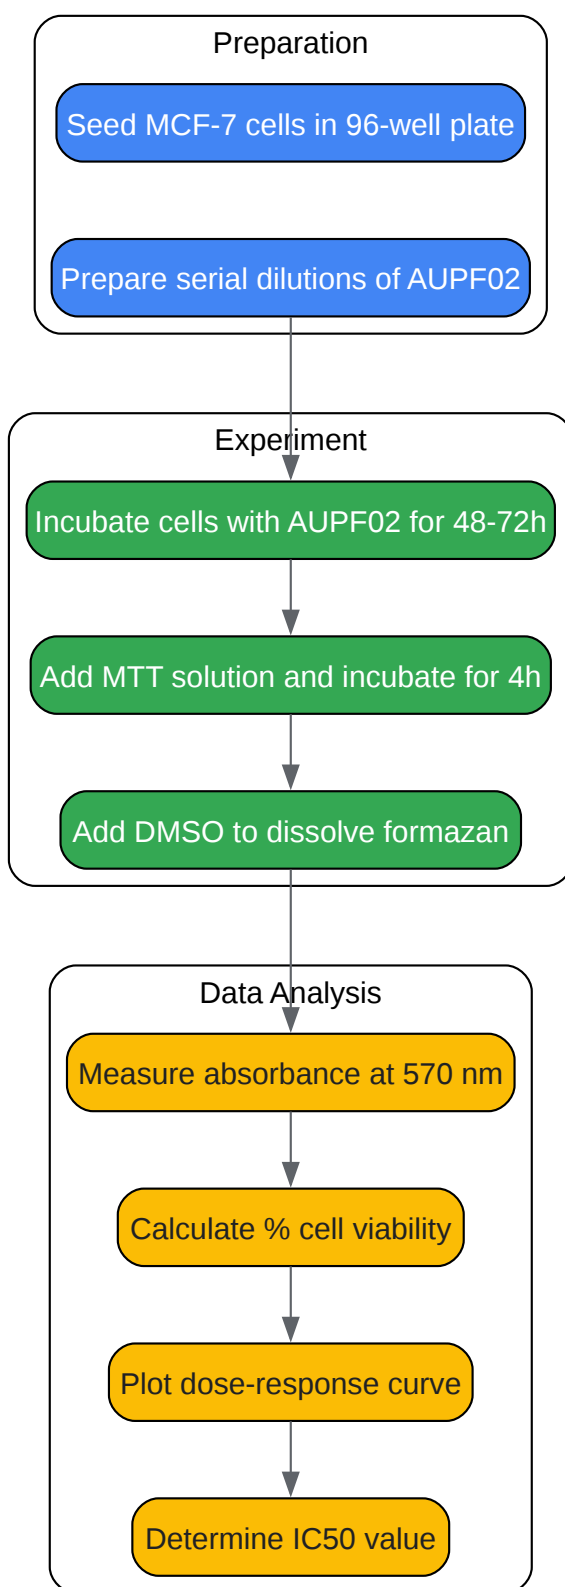 Preparation
Seed MCF-7 cells in 96-well plate
Prepare serial dilutions of AUPF02
Experiment
Incubate cells with AUPF02 for 48-72h
Add MTT solution and incubate for 4h
Add DMSO to dissolve formazan
Data Analysis
Measure absorbance at 570 nm
Calculate % cell viability
Plot dose-response curve
Determine IC50 value